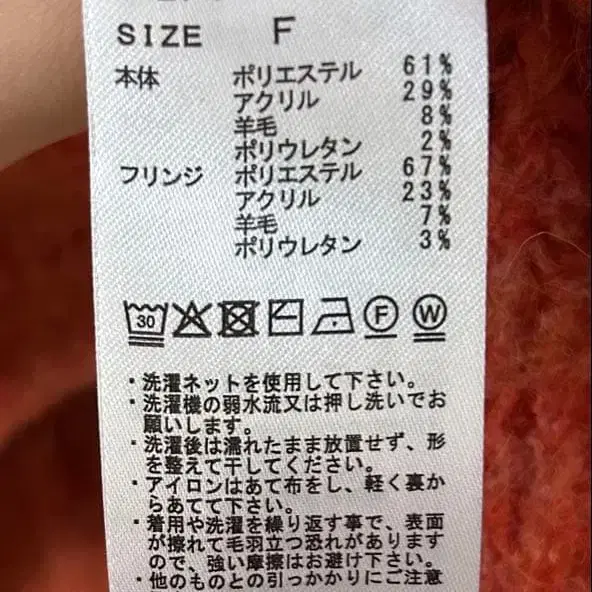 SIZE F
本体 ポリエステル 61%
アクリル 29%
羊毛 8%
ポリウレタン 2%
フリンジ ポリエステル 67%
アクリル 23%
羊毛 7%
ポリウレタン 3%
30 F W
・洗濯ネットを使用して下さい。
・洗濯機の弱水流又は押し洗いでお
願いします。
・洗濯後は濡れたまま放置せず、形
を整えて干してください。
・アイロンはあて布をし、軽く裏か
らあてて下さい。
・着用や洗濯を繰り返す事で、表面
が擦れて毛羽立つ恐れがあります
ので、強い摩擦はお避け下さい。
・他のものとの引っかかりにご注意